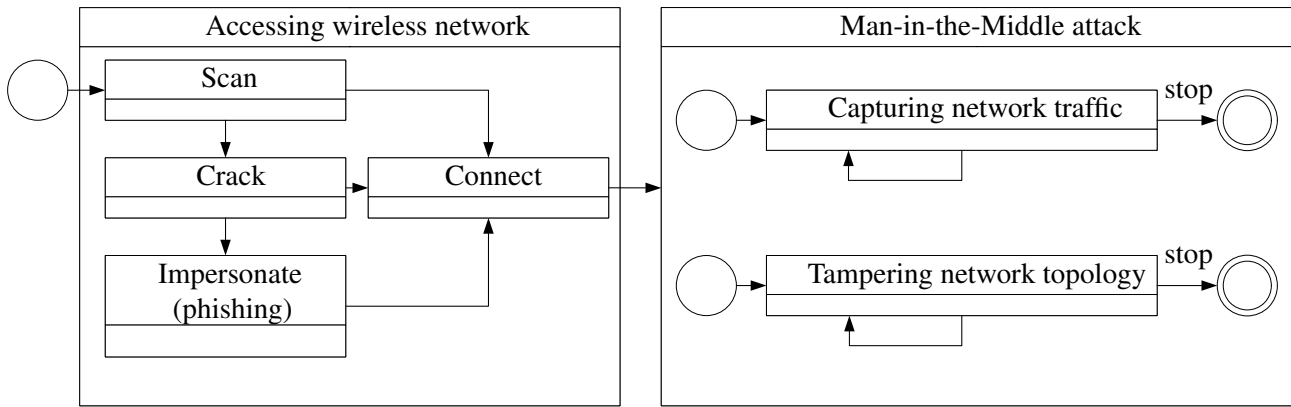 Accessing wireless network
Scan
Crack
Connect
Impersonate
(phishing)
Man-in-the-Middle attack
Capturing network traffic
stop
Tampering network topology
stop